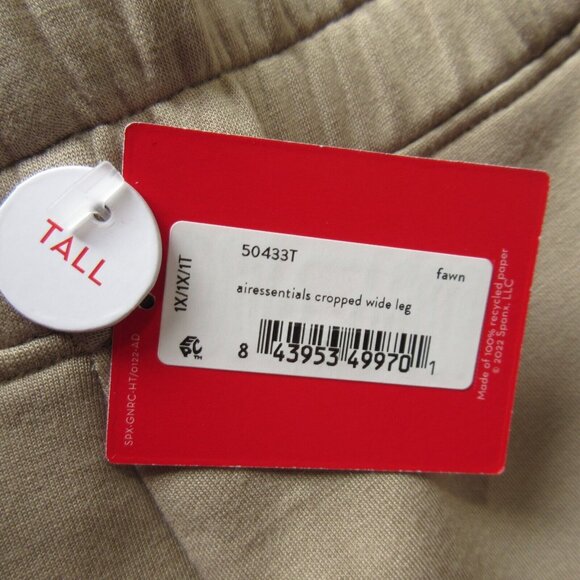 TALL
1X/1X/1T
50433T
fawn
airessentials cropped wide leg
8 43953 49970 1
EPC™
SPX-GNRC-HT/0122-AD
Made of 100% recycled paper
© 2022 Spanx, LLC